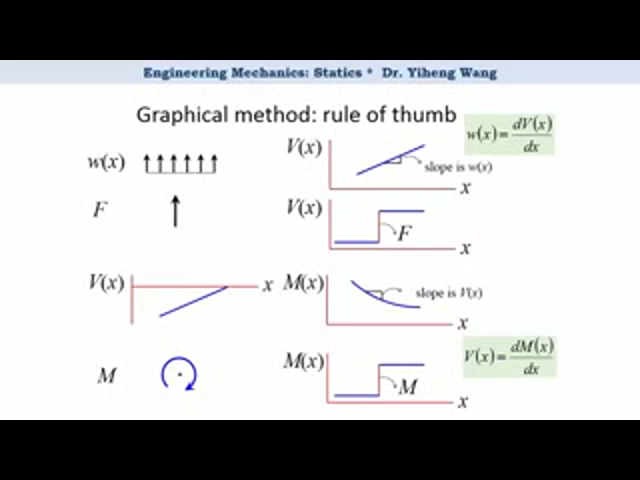 Engineering Mechanics: Statics * Dr. Yiheng Wang
Graphical method: rule of thumb
w(x) = dV(x)/dx
w(x)
V(x)
slope is w(x)
x
F
V(x)
F
x
V(x)
x
M(x)
slope is V(x)
x
V(x) = dM(x)/dx
M
M(x)
M
x